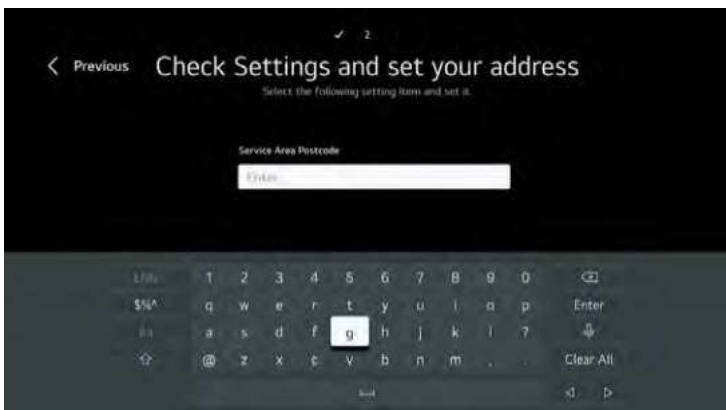 2
Previous
Check Settings and set your address
Select the following setting item and set it.
Service Area Postcode
Enter
1 2 3 4 5 6 7 8 9 0
$%^ q w e r t y u i o p Enter
a s d f g h j k l ?
@ z x c v b n m , .
Clear All